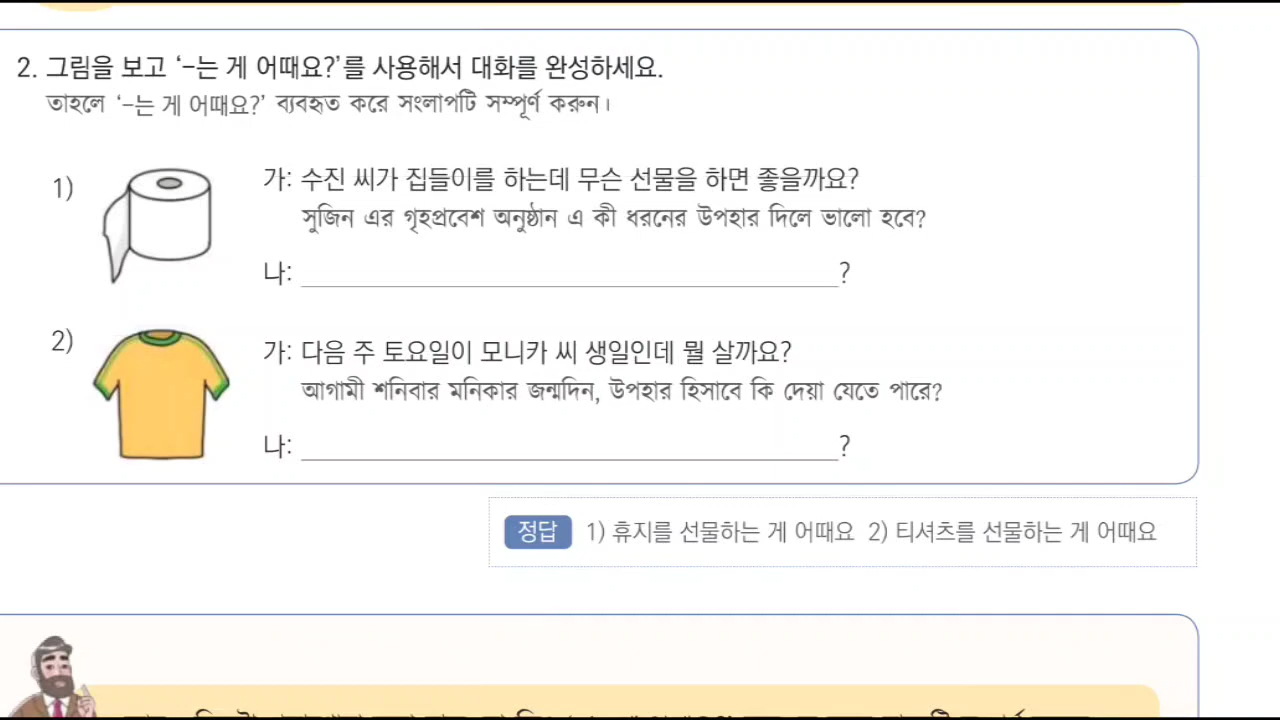 2. 그림을 보고 ‘-는 게 어때요?’를 사용해서 대화를 완성하세요.
তাহলে ‘-는 게 어때요?’ ব্যবহৃত করে সংলাপটি সম্পূর্ণ করুন।
1)
가: 수진 씨가 집들이를 하는데 무슨 선물을 하면 좋을까요?
সুজিন এর গৃহপ্রবেশ অনুষ্ঠান এ কী ধরনের উপহার দিলে ভালো হবে?
나: ?
2)
가: 다음 주 토요일이 모니카 씨 생일인데 뭘 살까요?
আগামী শনিবার মনিকার জন্মদিন, উপহার হিসাবে কি দেয়া যেতে পারে?
나: ?
정답 1) 휴지를 선물하는 게 어때요 2) 티셔츠를 선물하는 게 어때요